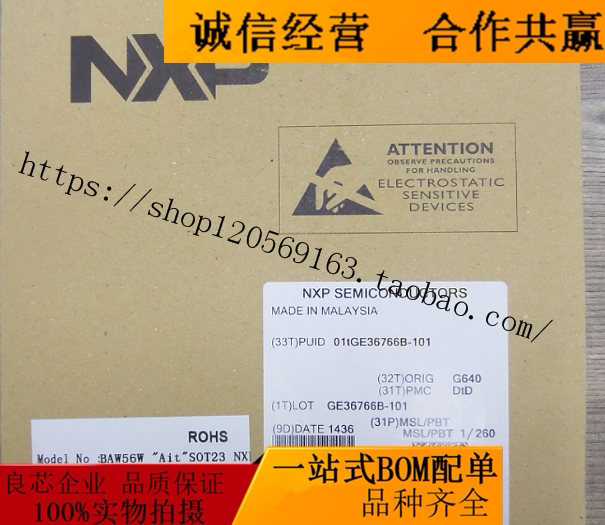 诚信经营 合作共赢
NXP
ATTENTION
OBSERVE PRECAUTIONS
FOR HANDLING
ELECTROSTATIC
SENSITIVE
DEVICES
https://shop120569163.taobao.com/
NXP SEMICONDUCTORS
MADE IN MALAYSIA
(33T)PUID 01tGE36766B-101
(32T)ORIG G640
(31T)PMC DtD
(1T)LOT GE36766B-101
(31P)MSL/PBT
(9D)DATE 1436
MSL/PBT 1/260
ROHS
Model No :BAW56W "Ait"SOT23 NX
一站式BOM配单
品种齐全
良芯企业 品质保证
100%实物拍摄